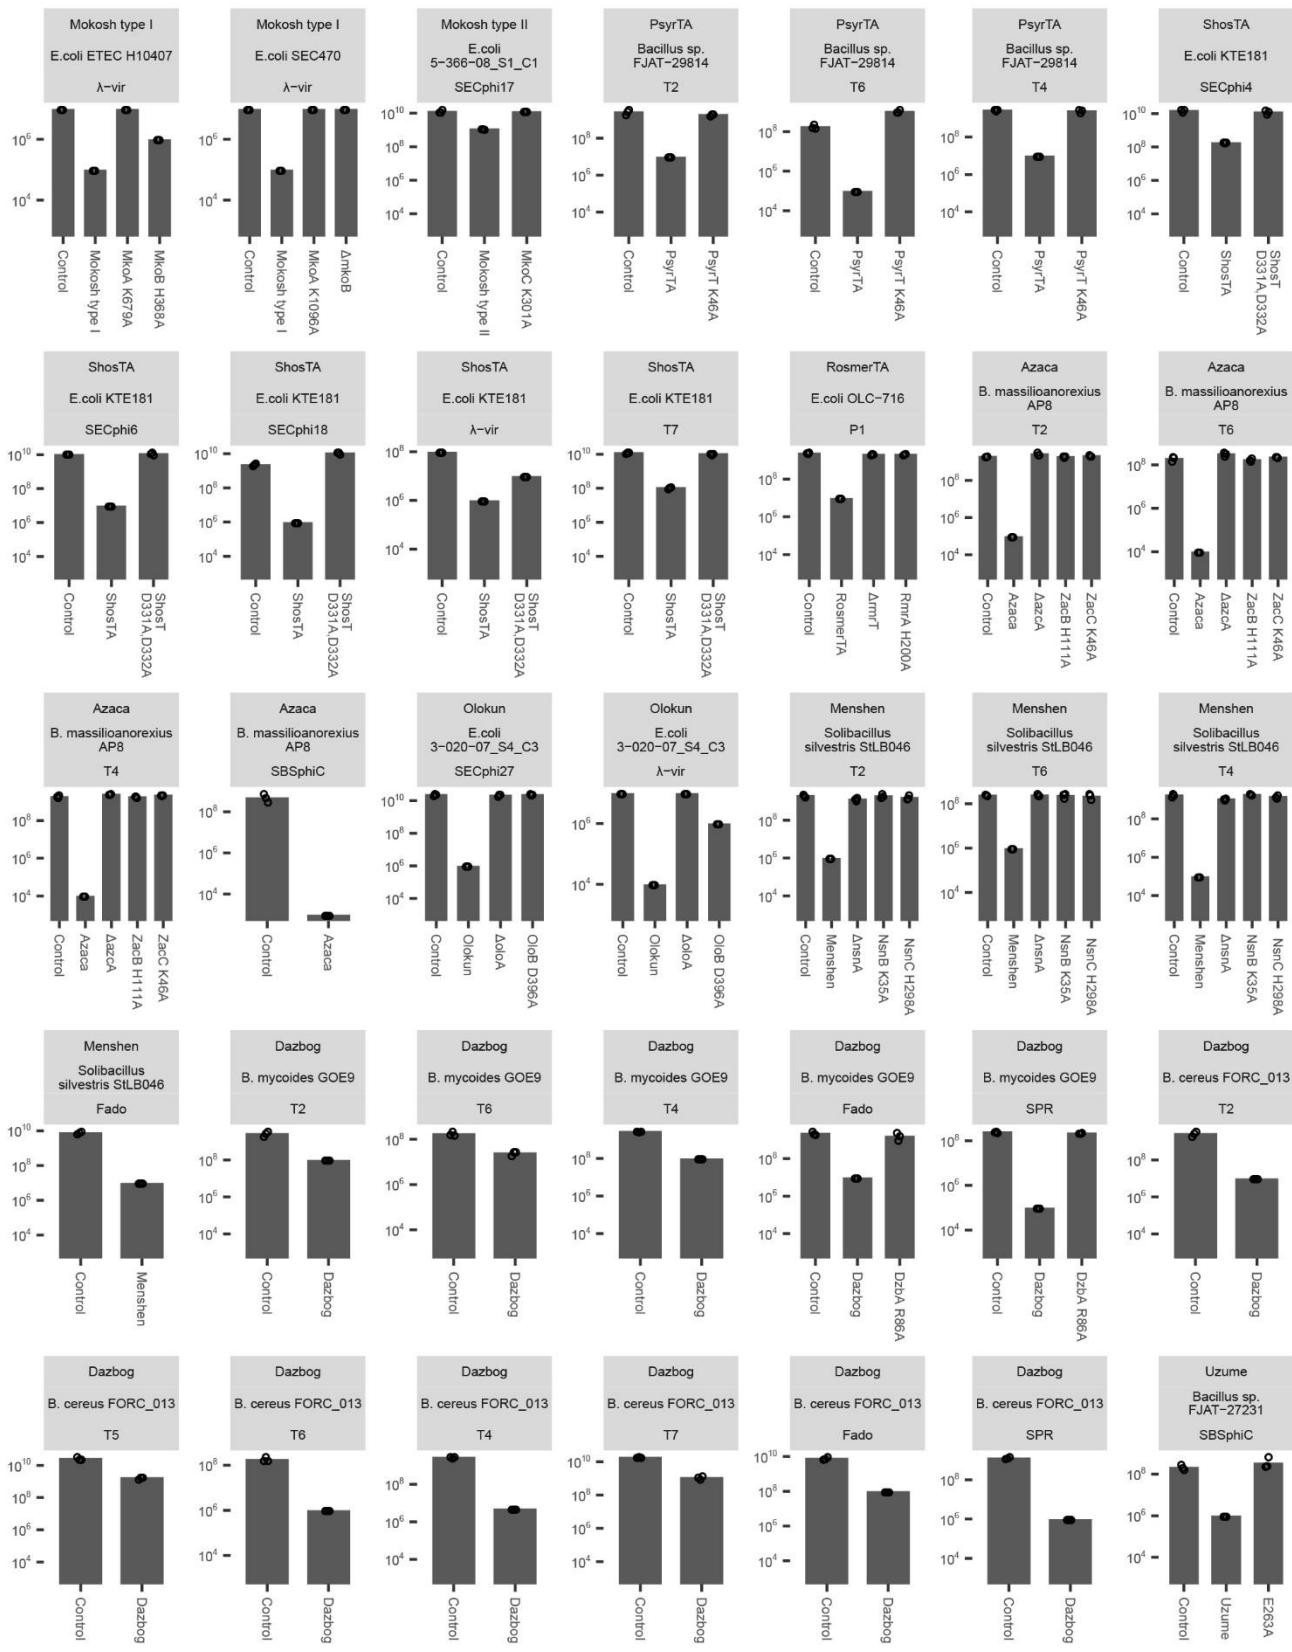 Mokosh type I
E.coli ETEC H10407
λ−vir
10^6
10^4
Control
Mokosh type I
MkoA K679A
MkoB H368A
Mokosh type I
E.coli SEC470
λ−vir
10^6
10^4
Control
Mokosh type I
MkoA K1096A
ΔmkoB
Mokosh type II
E.coli
5−366−08_S1_C1
SECphi17
10^10
10^8
10^6
10^4
Control
Mokosh type II
MkoC K301A
PsyrTA
Bacillus sp.
FJAT−29814
T2
10^8
10^6
10^4
Control
PsyrTA
PsyrT K46A
PsyrTA
Bacillus sp.
FJAT−29814
T6
10^8
10^6
10^4
Control
PsyrTA
PsyrT K46A
PsyrTA
Bacillus sp.
FJAT−29814
T4
10^8
10^6
10^4
Control
PsyrTA
PsyrT K46A
ShosTA
E.coli KTE181
SECphi4
10^10
10^8
10^6
10^4
Control
ShosTA
ShosT
D331A,D332A
ShosTA
E.coli KTE181
SECphi6
10^10
10^8
10^6
10^4
Control
ShosTA
ShosT
D331A,D332A
ShosTA
E.coli KTE181
SECphi18
10^10
10^8
10^6
10^4
Control
ShosTA
ShosT
D331A,D332A
ShosTA
E.coli KTE181
λ−vir
10^8
10^6
10^4
Control
ShosTA
ShosT
D331A,D332A
ShosTA
E.coli KTE181
T7
10^10
10^8
10^6
10^4
Control
ShosTA
ShosT
D331A,D332A
RosmerTA
E.coli OLC−716
P1
10^8
10^6
10^4
Control
RosmerTA
ΔrmrT
RmrA H200A
Azaca
B. massilioanorexius
AP8
T2
10^8
10^6
10^4
Control
Azaca
ΔazcA
ZacB H111A
ZacC K46A
Azaca
B. massilioanorexius
AP8
T6
10^8
10^6
10^4
Control
Azaca
ΔazcA
ZacB H111A
ZacC K46A
Azaca
B. massilioanorexius
AP8
T4
10^8
10^6
10^4
Control
Azaca
ΔazcA
ZacB H111A
ZacC K46A
Azaca
B. massilioanorexius
AP8
SBSphiC
10^8
10^6
10^4
Control
Azaca
Olokun
E.coli
3−020−07_S4_C3
SECphi27
10^10
10^8
10^6
10^4
Control
Olokun
ΔoloA
OloB D396A
Olokun
E.coli
3−020−07_S4_C3
λ−vir
10^6
10^4
Control
Olokun
ΔoloA
OloB D396A
Menshen
Solibacillus
silvestris StLB046
T2
10^8
10^6
10^4
Control
Menshen
ΔnsnA
NsnB K35A
NsnC H298A
Menshen
Solibacillus
silvestris StLB046
T6
10^8
10^6
10^4
Control
Menshen
ΔnsnA
NsnB K35A
NsnC H298A
Menshen
Solibacillus
silvestris StLB046
T4
10^8
10^6
10^4
Control
Menshen
ΔnsnA
NsnB K35A
NsnC H298A
Menshen
Solibacillus
silvestris StLB046
Fado
10^10
10^8
10^6
10^4
Control
Menshen
Dazbog
B. mycoides GOE9
T2
10^8
10^6
10^4
Control
Dazbog
Dazbog
B. mycoides GOE9
T6
10^8
10^6
10^4
Control
Dazbog
Dazbog
B. mycoides GOE9
T4
10^8
10^6
10^4
Control
Dazbog
Dazbog
B. mycoides GOE9
Fado
10^8
10^6
10^4
Control
Dazbog
DzbA R86A
Dazbog
B. mycoides GOE9
SPR
10^8
10^6
10^4
Control
Dazbog
DzbA R86A
Dazbog
B. cereus FORC_013
T2
10^8
10^6
10^4
Control
Dazbog
Dazbog
B. cereus FORC_013
T5
10^10
10^8
10^6
10^4
Control
Dazbog
Dazbog
B. cereus FORC_013
T6
10^8
10^6
10^4
Control
Dazbog
Dazbog
B. cereus FORC_013
T4
10^8
10^6
10^4
Control
Dazbog
Dazbog
B. cereus FORC_013
T7
10^10
10^8
10^6
10^4
Control
Dazbog
Dazbog
B. cereus FORC_013
Fado
10^10
10^8
10^6
10^4
Control
Dazbog
Dazbog
B. cereus FORC_013
SPR
10^8
10^6
10^4
Control
Dazbog
Uzume
Bacillus sp.
FJAT−27231
SBSphiC
10^8
10^6
10^4
Control
Uzume
E263A